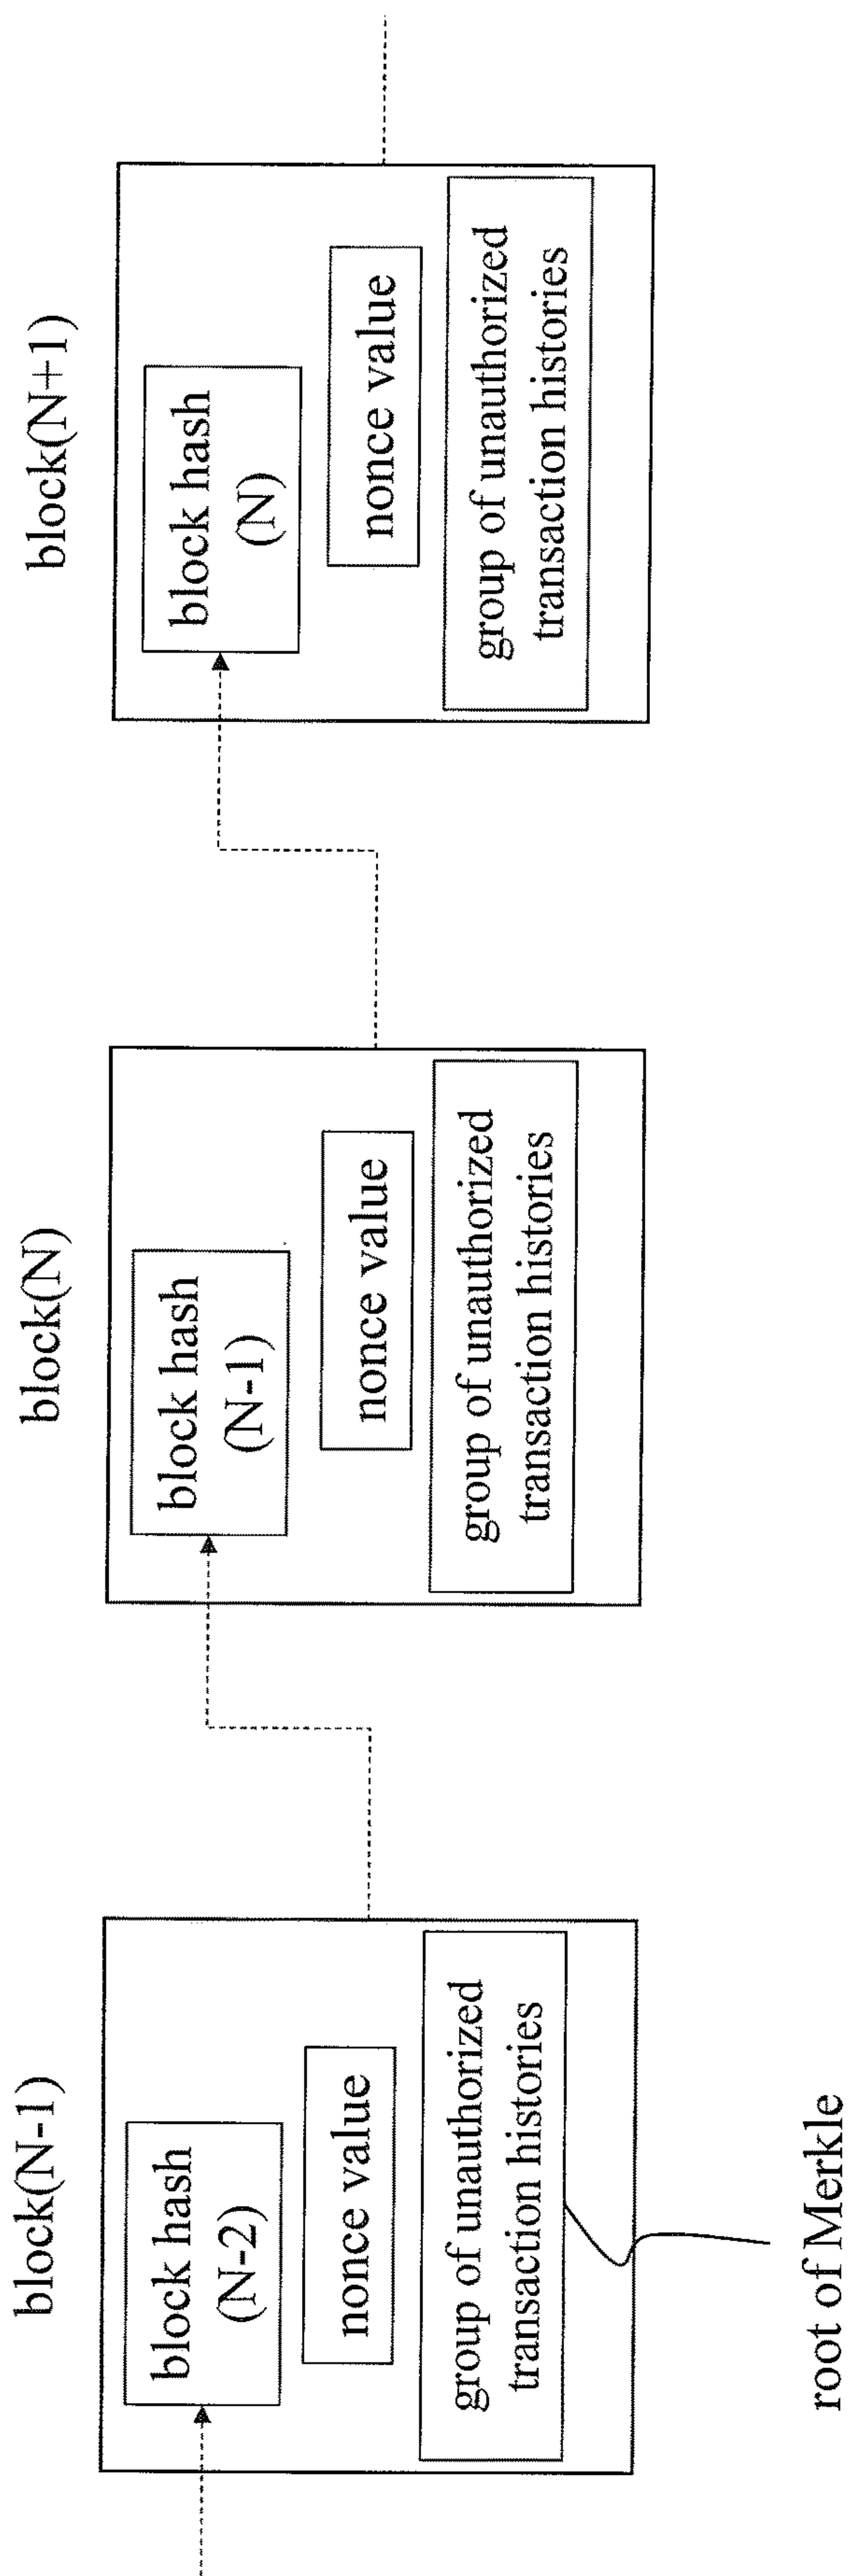 block(N-1)
block hash
(N-2)
nonce value
group of unauthorized
transaction histories
root of Merkle
block(N)
block hash
(N-1)
nonce value
group of unauthorized
transaction histories
block(N+1)
block hash
(N)
nonce value
group of unauthorized
transaction histories